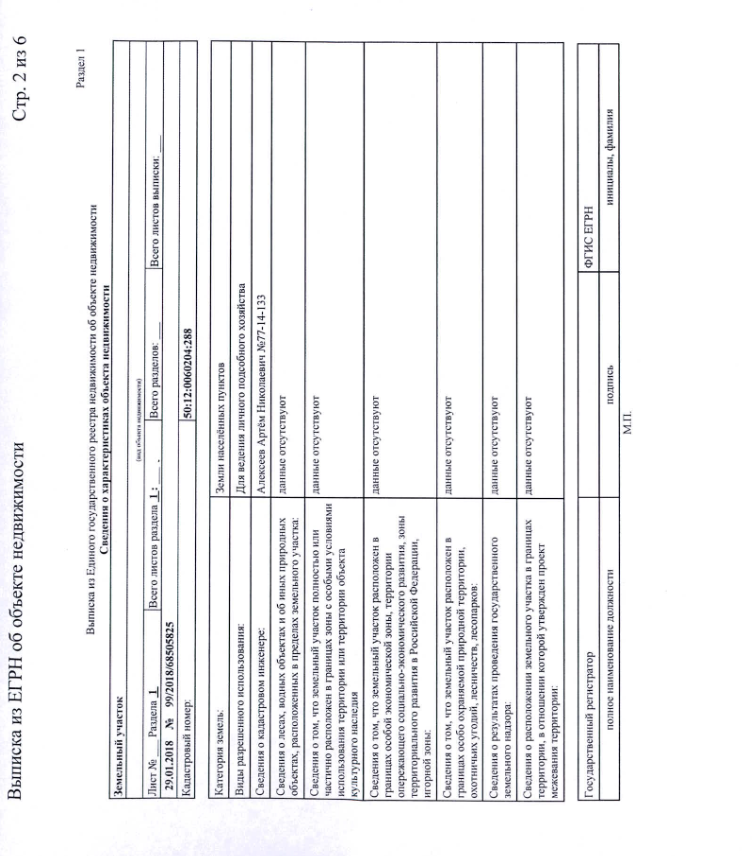 Выписка из ЕГРН об объекте недвижимости
Стр. 2 из 6
Раздел 1
Выписка из Единого государственного реестра недвижимости об объекте недвижимости
Сведения о характеристиках объекта недвижимости
Земельный участок
(вид объекта недвижимости)
Лист № ___ Раздела 1
Всего листов раздела 1: ___ .
Всего разделов: ___
Всего листов выписки: ___
29.01.2018 № 99/2018/68505825
Кадастровый номер:
50:12:0060204:288
Категория земель:
Земли населённых пунктов
Виды разрешенного использования:
Для ведения личного подсобного хозяйства
Сведения о кадастровом инженере:
Алексеев Артём Николаевич №77-14-133
Сведения о лесах, водных объектах и об иных природных
объектах, расположенных в пределах земельного участка:
данные отсутствуют
Сведения о том, что земельный участок полностью или
частично расположен в границах зоны с особыми условиями
использования территории или территории объекта
культурного наследия
данные отсутствуют
Сведения о том, что земельный участок расположен в
границах особой экономической зоны, территории
опережающего социально-экономического развития, зоны
территориального развития в Российской Федерации,
игорной зоны:
данные отсутствуют
Сведения о том, что земельный участок расположен в
границах особо охраняемой природной территории,
охотничьих угодий, лесничеств, лесопарков:
данные отсутствуют
Сведения о результатах проведения государственного
земельного надзора:
данные отсутствуют
Сведения о расположении земельного участка в границах
территории, в отношении которой утвержден проект
межевания территории:
данные отсутствуют
Государственный регистратор
ФГИС ЕГРН
полное наименование должности
подпись
инициалы, фамилия
М.П.